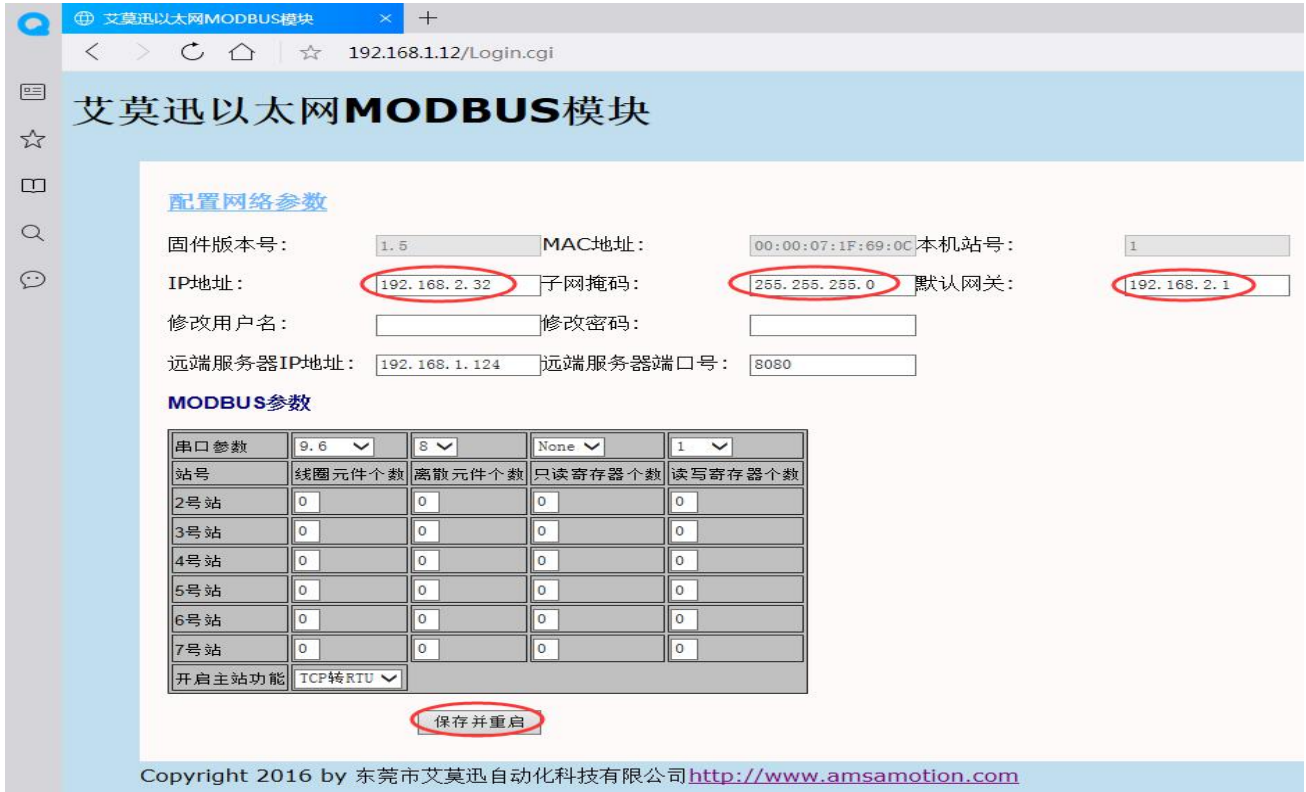 艾莫迅以太网MODBUS模块
192.168.1.12/Login.cgi
艾莫迅以太网MODBUS模块
配置网络参数
固件版本号: 1.5 MAC地址: 00:00:07:1F:69:0C 本机站号: 1
IP地址: 192.168.2.32 子网掩码: 255.255.255.0 默认网关: 192.168.2.1
修改用户名: 修改密码:
远端服务器IP地址: 192.168.1.124 远端服务器端口号: 8080
MODBUS参数
串口参数 9.6 8 None 1
站号 线圈元件个数 离散元件个数 只读寄存器个数 读写寄存器个数
2号站 0 0 0 0
3号站 0 0 0 0
4号站 0 0 0 0
5号站 0 0 0 0
6号站 0 0 0 0
7号站 0 0 0 0
开启主站功能 TCP转RTU
保存并重启
Copyright 2016 by 东莞市艾莫迅自动化科技有限公司http://www.amsamotion.com